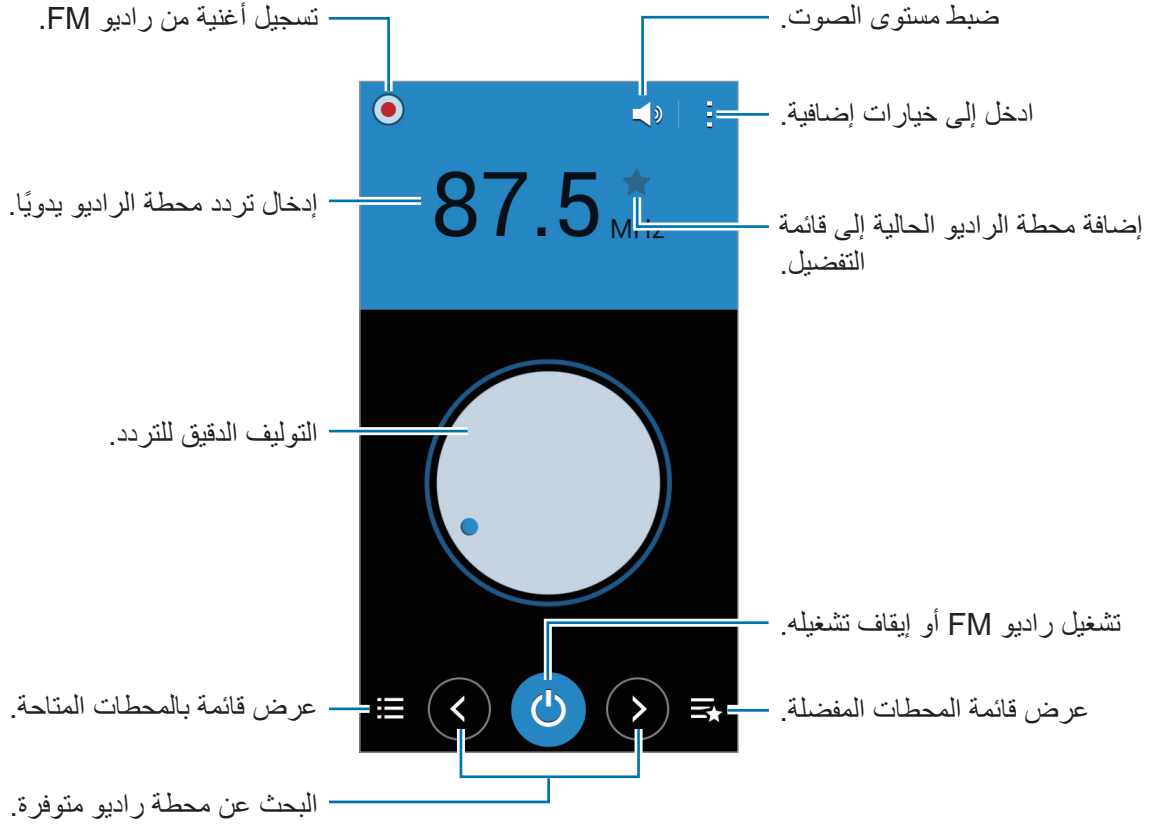 ضبط مستوى الصوت.
تسجيل أغنية من راديو FM.
ادخل إلى خيارات إضافية.
87.5
MHz
إدخال تردد محطة الراديو يدويًا.
إضافة محطة الراديو الحالية إلى قائمة
التفضيل.
التوليف الدقيق للتردد.
تشغيل راديو FM أو إيقاف تشغيله.
عرض قائمة المحطات المفضلة.
عرض قائمة بالمحطات المتاحة.
البحث عن محطة راديو متوفرة.